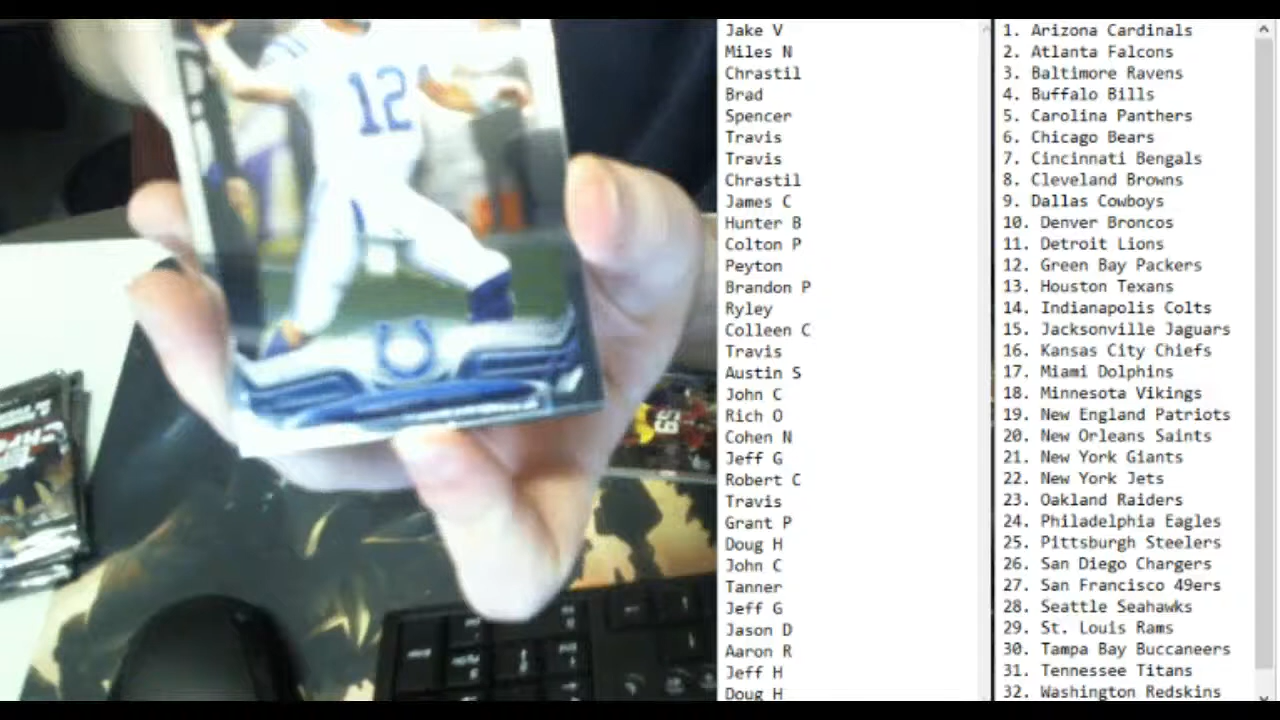 12
Jake V
Miles N
Chrastil
Brad
Spencer
Travis
Travis
Chrastil
James C
Hunter B
Colton P
Peyton
Brandon P
Ryley
Colleen C
Travis
Austin S
John C
Rich O
Cohen N
Jeff G
Robert C
Travis
Grant P
Doug H
John C
Tanner
Jeff G
Jason D
Aaron R
Jeff H
Doug H
1. Arizona Cardinals
2. Atlanta Falcons
3. Baltimore Ravens
4. Buffalo Bills
5. Carolina Panthers
6. Chicago Bears
7. Cincinnati Bengals
8. Cleveland Browns
9. Dallas Cowboys
10. Denver Broncos
11. Detroit Lions
12. Green Bay Packers
13. Houston Texans
14. Indianapolis Colts
15. Jacksonville Jaguars
16. Kansas City Chiefs
17. Miami Dolphins
18. Minnesota Vikings
19. New England Patriots
20. New Orleans Saints
21. New York Giants
22. New York Jets
23. Oakland Raiders
24. Philadelphia Eagles
25. Pittsburgh Steelers
26. San Diego Chargers
27. San Francisco 49ers
28. Seattle Seahawks
29. St. Louis Rams
30. Tampa Bay Buccaneers
31. Tennessee Titans
32. Washington Redskins